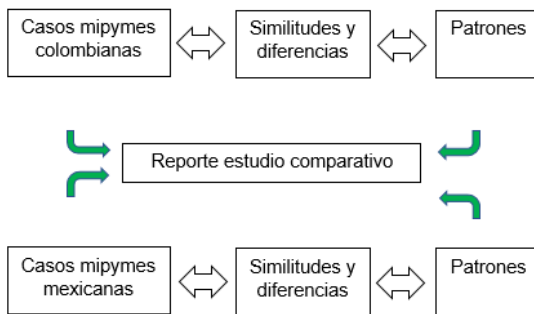 Casos mipymes
colombianas
Similitudes y
diferencias
Patrones
Reporte estudio comparativo
Casos mipymes
mexicanas
Similitudes y
diferencias
Patrones